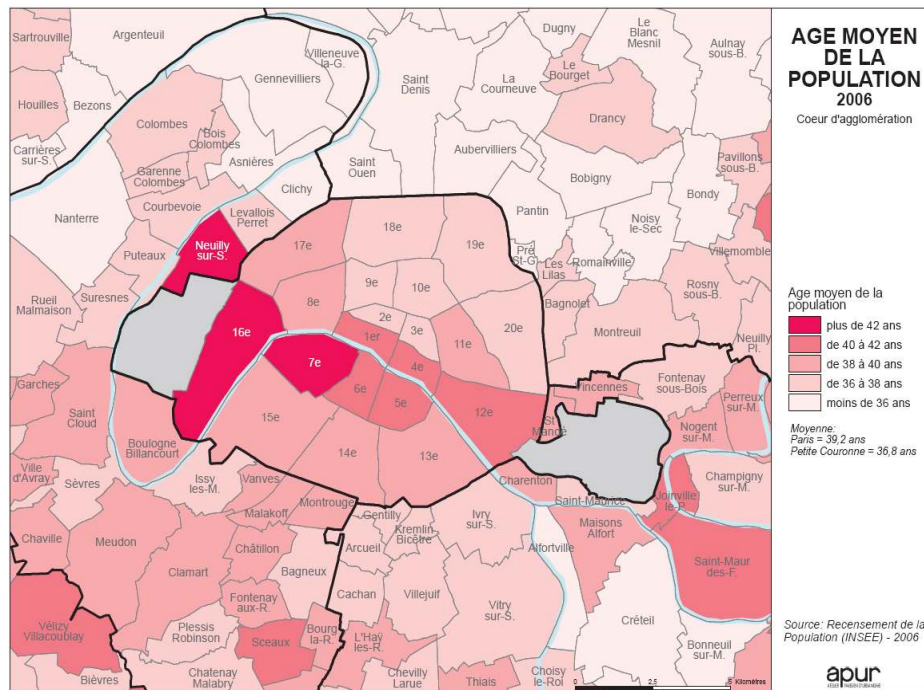 AGE MOYEN
DE LA
POPULATION
2006
Coeur d'agglomération
Sartrouville
Argenteuil
Villeneuve
la-G.
Dugny
Le
Blanc
Mesnil
Aulnay
sous-B.
Houilles
Bezons
Gennevilliers
Saint
Denis
La
Courneuve
Le
Bourget
Drancy
Carrières
sur-S.
Colombes
Bois
Colombes
Asnières
Garenne
Colombes
Saint
Ouen
Aubervilliers
Bobigny
Pavillons
sous-B.
Nanterre
Courbevoie
Levallois
Perret
Clichy
Pantin
Noisy
le-Sec
Bondy
Neuilly
sur-S.
Puteaux
17e
18e
19e
Pré
St-G.
Les
Lilas
Romainville
Villemomble
Rueil
Malmaison
Suresnes
8e
9e
10e
2e
3e
1er
20e
Bagnolet
Rosny
sous-B.
Montreuil
Neuilly
Pl.
16e
7e
4e
11e
6e
5e
12e
Garches
Saint
Cloud
Boulogne
Billancourt
15e
14e
13e
St
Mandé
Vincennes
Fontenay
sous-Bois
Perreux
sur-M.
Nogent
sur-M.
Ville
d'Avray
Sèvres
Issy
les-M.
Vanves
Malakoff
Montrouge
Gentilly
Kremlin
Bicêtre
Ivry
sur-S.
Charenton
Saint-Maurice
Joinville
le-P.
Champigny
sur-M.
Chaville
Meudon
Clamart
Châtillon
Bagneux
Arcueil
Cachan
Villejuif
Vitry
sur-S.
Alfortville
Maisons
Alfort
Saint-Maur
des-F.
Vélizy
Villacoublay
Fontenay
aux-R.
Plessis
Robinson
Sceaux
Bourg
la-R.
L'Haÿ
les-R.
Créteil
Bonneuil
sur-M.
Bièvres
Chatenay
Malabry
Chevilly
Larue
Thiais
Choisy
le-Roi
0 2,5 5 Kilomètres
Age moyen de la
population
plus de 42 ans
de 40 à 42 ans
de 38 à 40 ans
de 36 à 38 ans
moins de 36 ans
Moyenne:
Paris = 39,2 ans
Petite Couronne = 36,8 ans
Source: Recensement de la
Population (INSEE) - 2006
apur